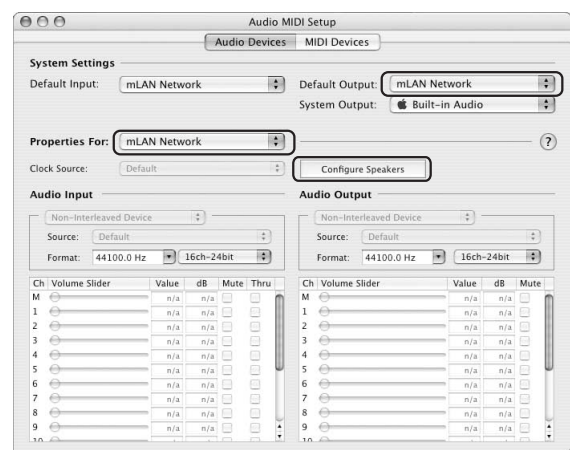 Audio MIDI Setup
Audio Devices MIDI Devices
System Settings
Default Input: mLAN Network Default Output: mLAN Network
System Output: Built-in Audio
Properties For: mLAN Network ?
Clock Source: Default Configure Speakers
Audio Input Audio Output
Non-Interleaved Device Non-Interleaved Device
Source: Default Source: Default
Format: 44100.0 Hz 16ch-24bit Format: 44100.0 Hz 16ch-24bit
Ch Volume Slider Value dB Mute Thru Ch Volume Slider Value dB Mute
M n/a n/a M n/a n/a
1 n/a n/a 1 n/a n/a
2 n/a n/a 2 n/a n/a
3 n/a n/a 3 n/a n/a
4 n/a n/a 4 n/a n/a
5 n/a n/a 5 n/a n/a
6 n/a n/a 6 n/a n/a
7 n/a n/a 7 n/a n/a
8 n/a n/a 8 n/a n/a
9 n/a n/a 9 n/a n/a
10 10